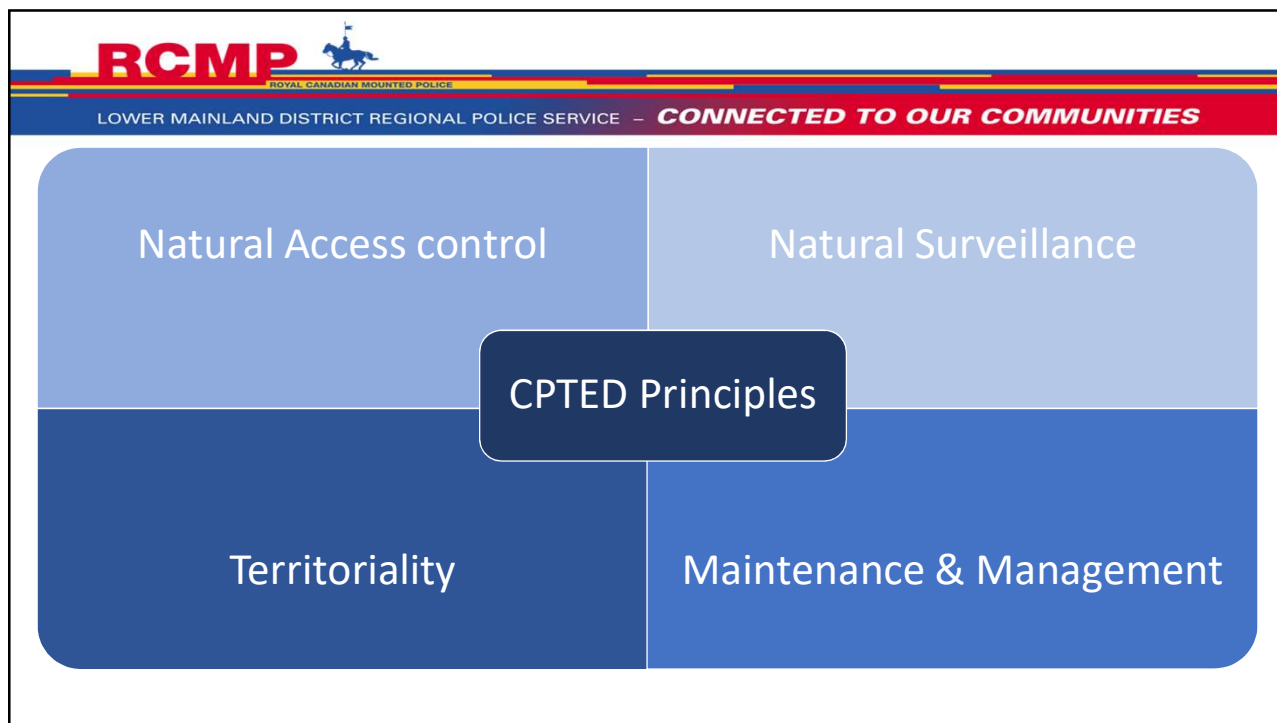 RCMP
ROYAL CANADIAN MOUNTED POLICE
LOWER MAINLAND DISTRICT REGIONAL POLICE SERVICE – CONNECTED TO OUR COMMUNITIES
Natural Access control
Natural Surveillance
CPTED Principles
Territoriality
Maintenance & Management